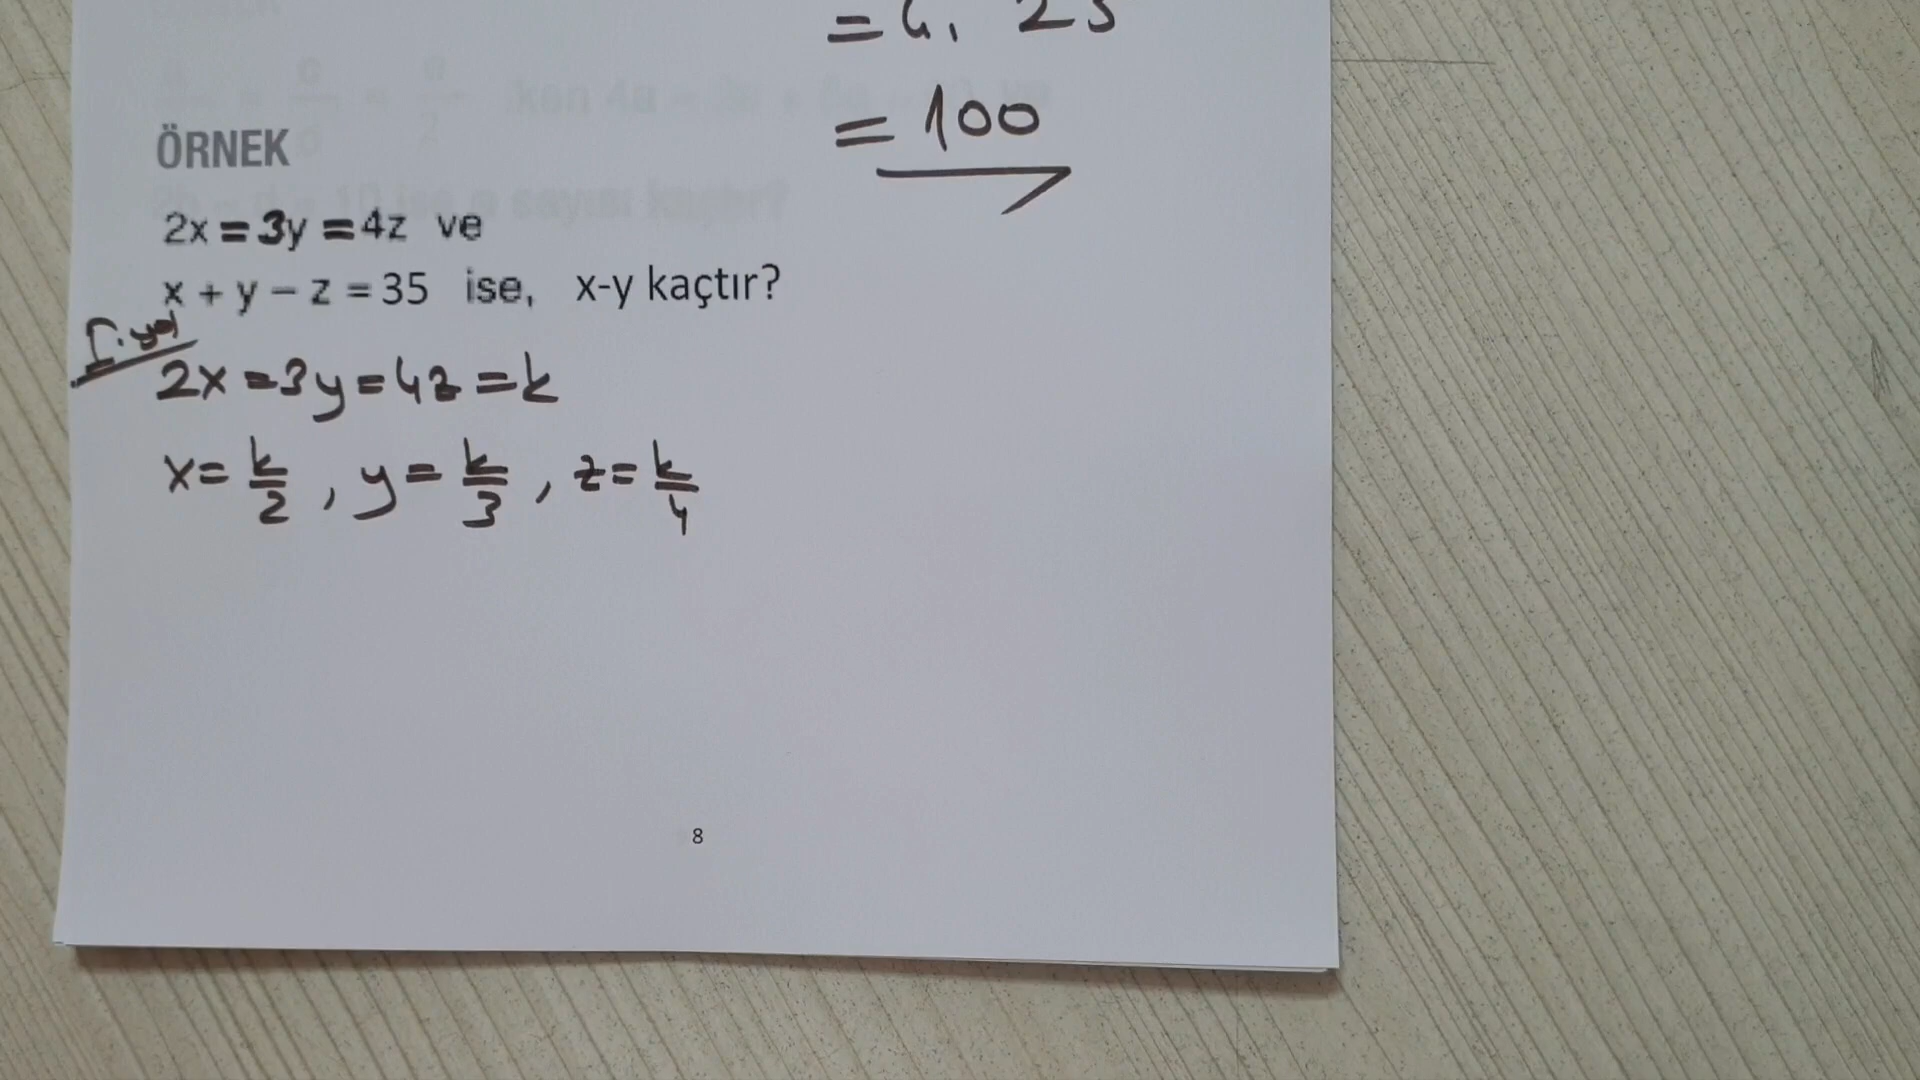 = 4. 25
= 100
ÖRNEK
2x = 3y = 4z ve
x + y − z = 35 ise, x-y kaçtır?
I. yol
2x = 3y = 4z = k
x = k/2 , y = k/3 , z = k/4
8